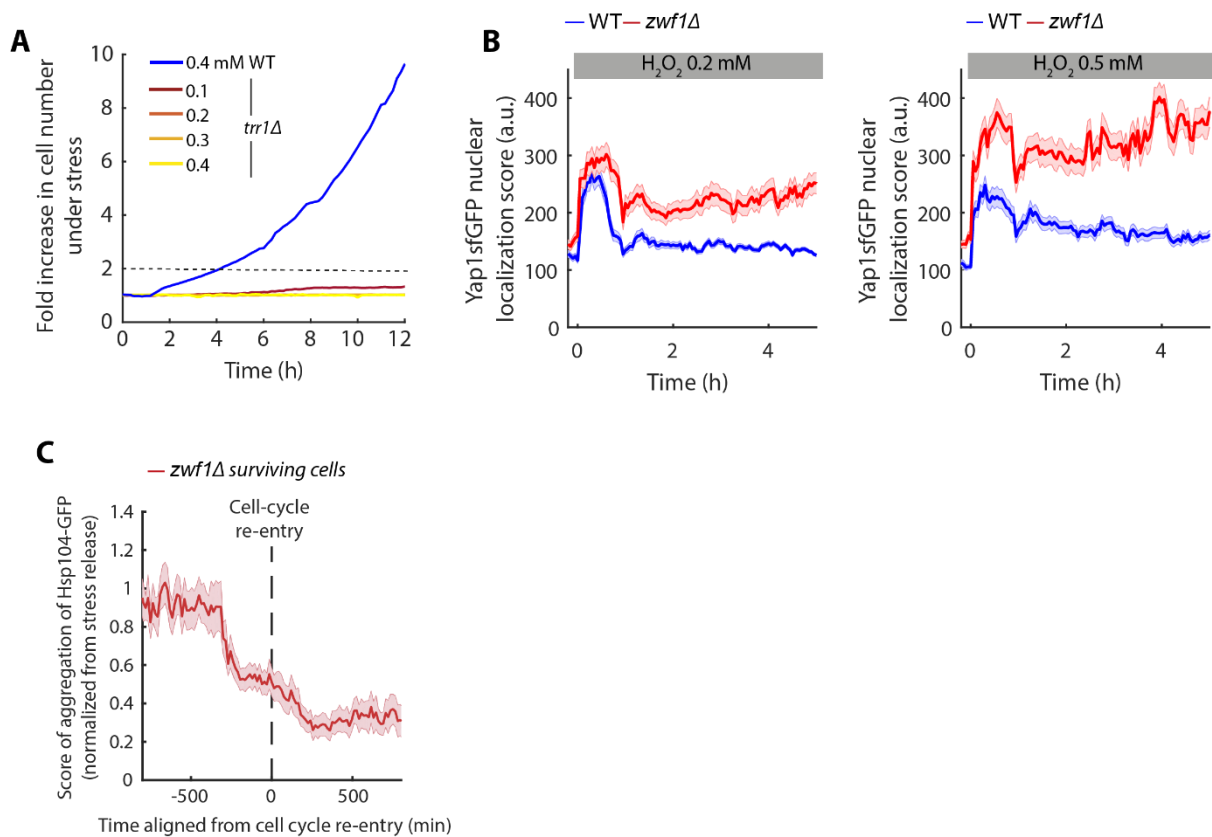 A
Fold increase in cell number
under stress
10
8
6
4
2
0
0.4 mM WT
0.1
0.2
0.3
0.4
trr1Δ
0 2 4 6 8 10 12
Time (h)
B
WT zwf1Δ
H₂O₂ 0.2 mM
Yap1sfGFP nuclear
localization score (a.u.)
400
300
200
100
0
0 2 4
Time (h)
WT zwf1Δ
H₂O₂ 0.5 mM
Yap1sfGFP nuclear
localization score (a.u.)
400
300
200
100
0
0 2 4
Time (h)
C
zwf1Δ surviving cells
Cell-cycle
re-entry
Score of aggregation of Hsp104-GFP
(normalized from stress release)
1.4
1.2
1
0.8
0.6
0.4
0.2
0
-500 0 500
Time aligned from cell cycle re-entry (min)